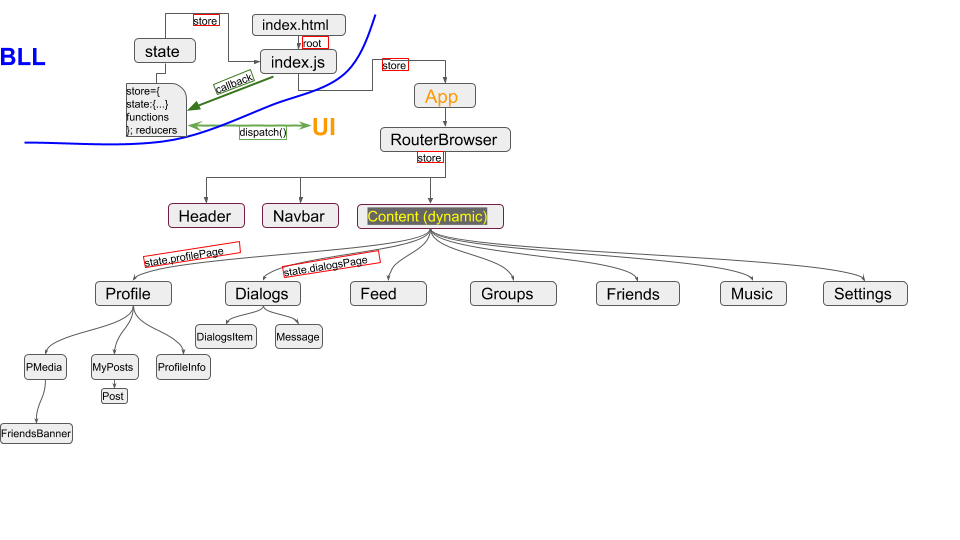 store
index.html
root
BLL
state
index.js
store
callback
store={
state:{...}
functions
}; reducers
App
dispatch()
UI
RouterBrowser
store
Header
Navbar
Content (dynamic)
state.profilePage
state.dialogsPage
Profile
Dialogs
Feed
Groups
Friends
Music
Settings
DialogsItem
Message
PMedia
MyPosts
ProfileInfo
Post
FriendsBanner